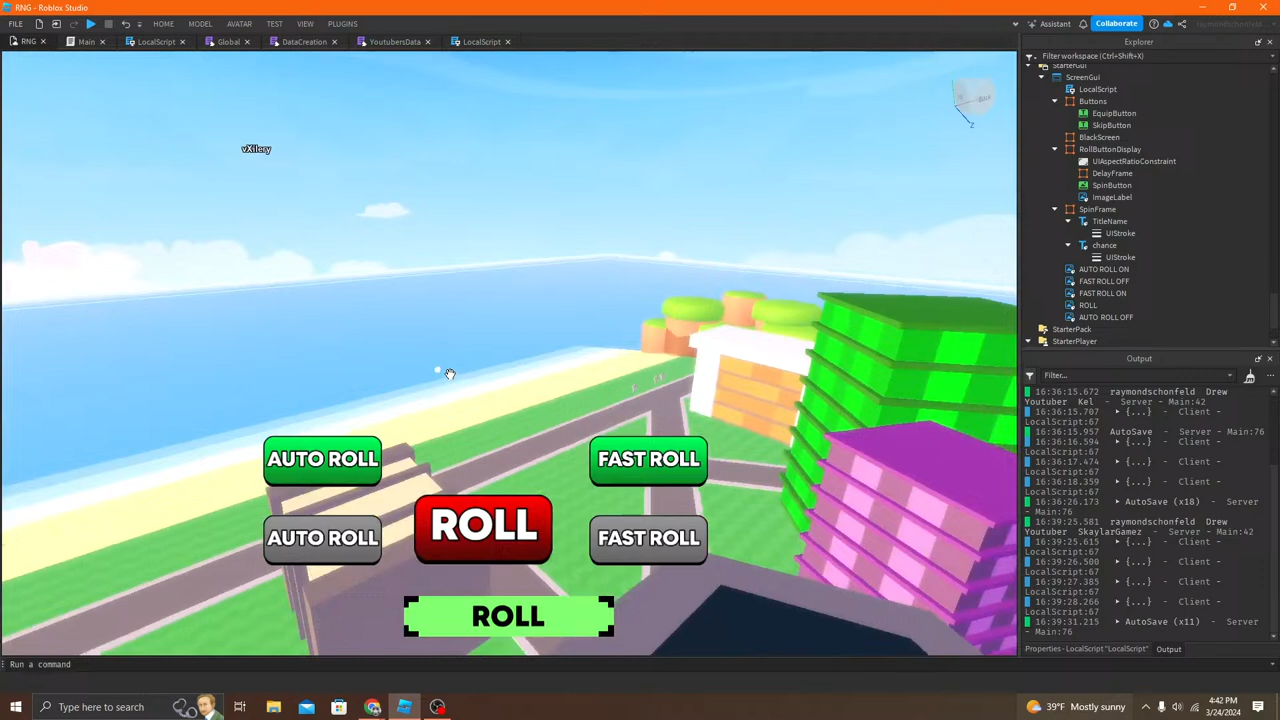 RNG - Roblox Studio
FILE HOME MODEL AVATAR TEST VIEW PLUGINS
Assistant Collaborate
RNG Main LocalScript Global DataCreation YoutubersData LocalScript
Explorer
Filter workspace (Ctrl+Shift+X)
StarterGui
ScreenGui
LocalScript
Buttons
EquipButton
SkipButton
BlackScreen
RollButtonDisplay
UIAspectRatioConstraint
DelayFrame
SpinButton
ImageLabel
SpinFrame
TitleName
UIStroke
chance
UIStroke
AUTO ROLL ON
FAST ROLL OFF
FAST ROLL ON
ROLL
AUTO ROLL OFF
StarterPack
StarterPlayer
vXilery
Back
Z
AUTO ROLL
FAST ROLL
ROLL
AUTO ROLL
FAST ROLL
ROLL
Output
Filter...
16:36:15.672 raymondschonfeld Drew
Youtuber Kel - Server - Main:42
16:36:15.707 {...} - Client -
LocalScript:67
16:36:15.957 AutoSave - Server - Main:76
16:36:16.594 {...} - Client -
LocalScript:67
16:36:17.474 {...} - Client -
LocalScript:67
16:36:18.359 {...} - Client -
LocalScript:67
16:36:26.173 AutoSave (x18) - Server
- Main:76
16:39:25.581 raymondschonfeld Drew
Youtuber SkaylarGamez - Server - Main:42
16:39:25.615 {...} - Client -
LocalScript:67
16:39:26.500 {...} - Client -
LocalScript:67
16:39:27.385 {...} - Client -
LocalScript:67
16:39:28.266 {...} - Client -
LocalScript:67
16:39:31.215 AutoSave (x11) - Server
- Main:76
Properties - LocalScript "LocalScript" Output
Run a command
Type here to search
39°F Mostly sunny
4:42 PM
3/24/2024